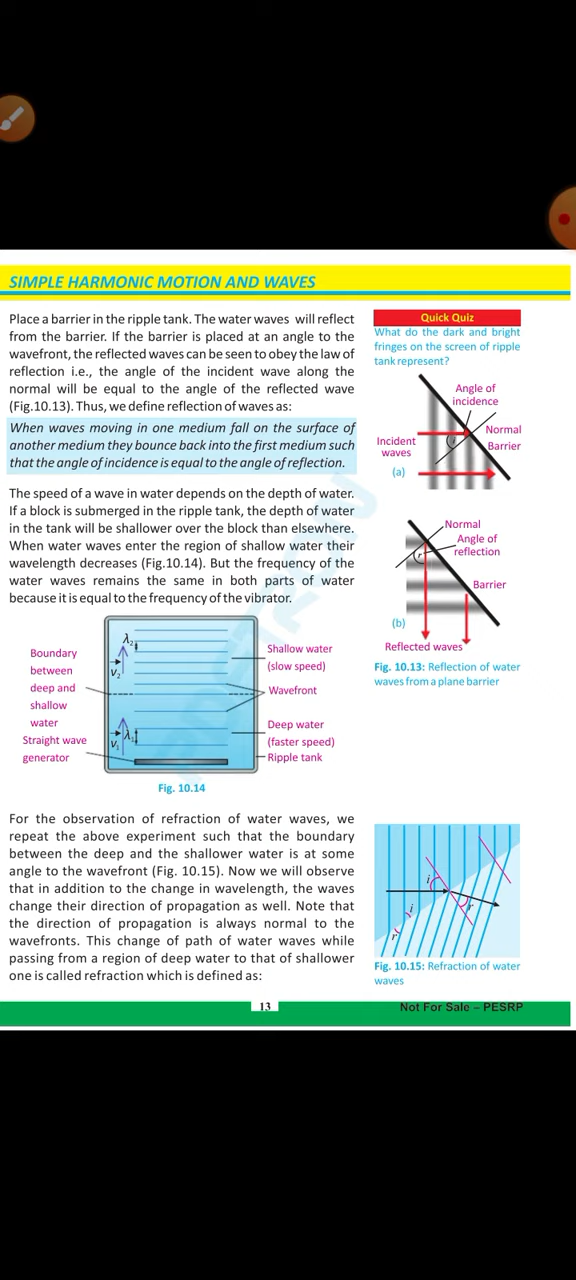 SIMPLE HARMONIC MOTION AND WAVES
Place a barrier in the ripple tank. The water waves will reflect
from the barrier. If the barrier is placed at an angle to the
wavefront, the reflected waves can be seen to obey the law of
reflection i.e., the angle of the incident wave along the
normal will be equal to the angle of the reflected wave
(Fig.10.13). Thus, we define reflection of waves as:
When waves moving in one medium fall on the surface of
another medium they bounce back into the first medium such
that the angle of incidence is equal to the angle of reflection.
The speed of a wave in water depends on the depth of water.
If a block is submerged in the ripple tank, the depth of water
in the tank will be shallower over the block than elsewhere.
When water waves enter the region of shallow water their
wavelength decreases (Fig.10.14). But the frequency of the
water waves remains the same in both parts of water
because it is equal to the frequency of the vibrator.
Boundary
between
deep and
shallow
water
Straight wave
generator
λ₂
v₂
v₁
Shallow water
(slow speed)
Wavefront
Deep water
(faster speed)
Ripple tank
Fig. 10.14
For the observation of refraction of water waves, we
repeat the above experiment such that the boundary
between the deep and the shallower water is at some
angle to the wavefront (Fig. 10.15). Now we will observe
that in addition to the change in wavelength, the waves
change their direction of propagation as well. Note that
the direction of propagation is always normal to the
wavefronts. This change of path of water waves while
passing from a region of deep water to that of shallower
one is called refraction which is defined as:
Quick Quiz
What do the dark and bright
fringes on the screen of ripple
tank represent?
Angle of
incidence
Normal
Incident
waves
Barrier
i
(a)
Normal
Angle of
reflection
r
Barrier
(b)
Reflected waves
Fig. 10.13: Reflection of water
waves from a plane barrier
i
r
i
r
Fig. 10.15: Refraction of water
waves
13
Not For Sale – PESRP